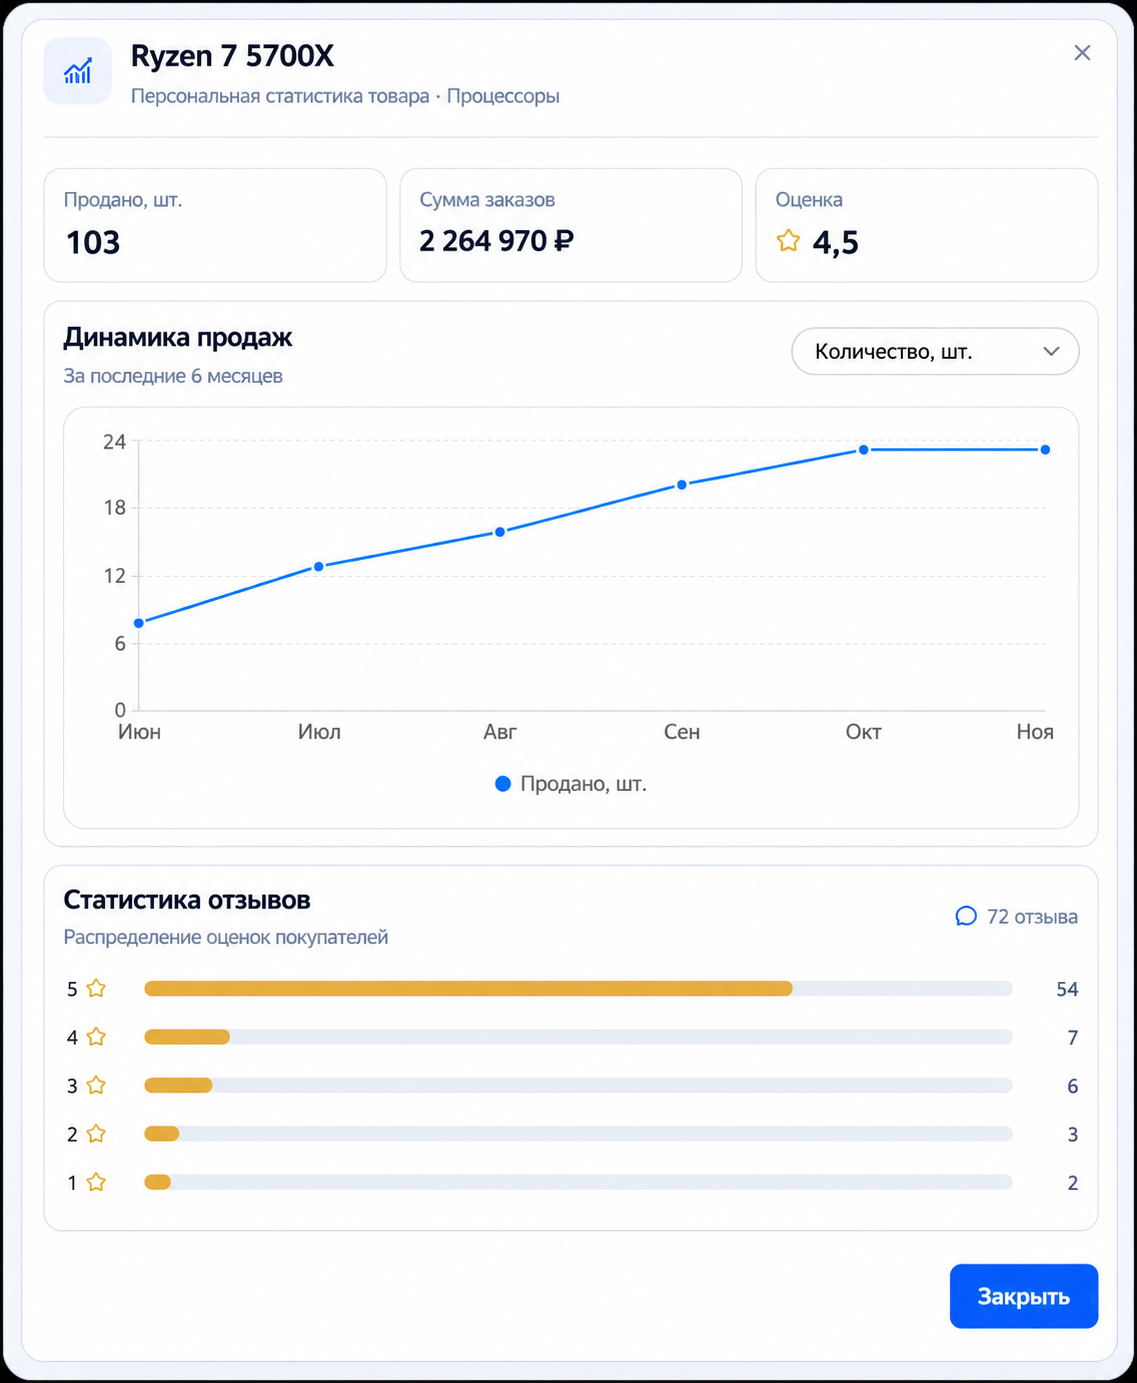 Ryzen 7 5700X
Персональная статистика товара · Процессоры
Продано, шт.
103
Сумма заказов
2 264 970 ₽
Оценка
4,5
Динамика продаж
За последние 6 месяцев
Количество, шт.
24
18
12
6
0
Июн Июл Авг Сен Окт Ноя
Продано, шт.
Статистика отзывов
Распределение оценок покупателей
72 отзыва
5 54
4 7
3 6
2 3
1 2
Закрыть